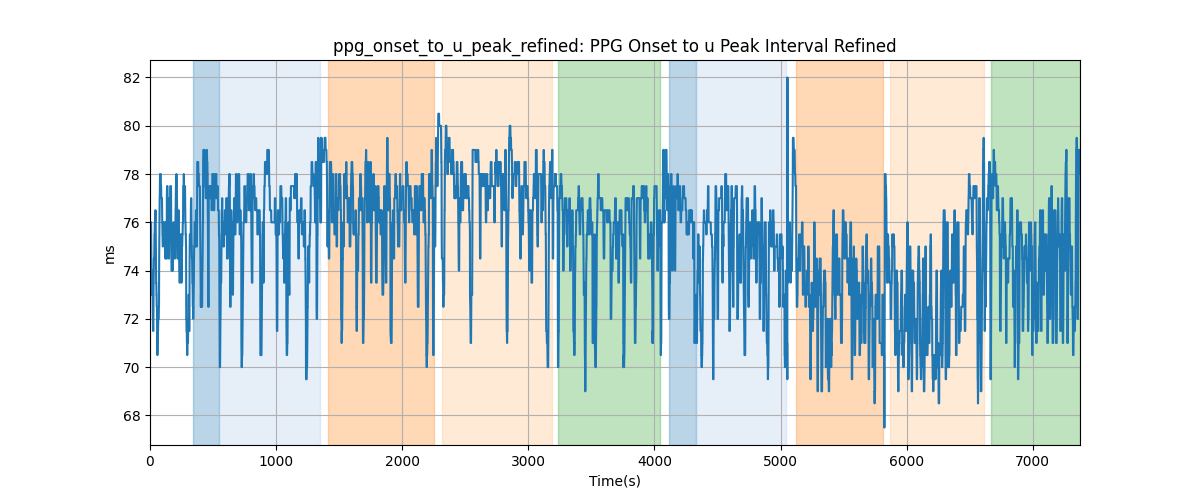 ppg_onset_to_u_peak_refined: PPG Onset to u Peak Interval Refined
82
80
78
76
74
72
70
68
ms
0 1000 2000 3000 4000 5000 6000 7000
Time(s)